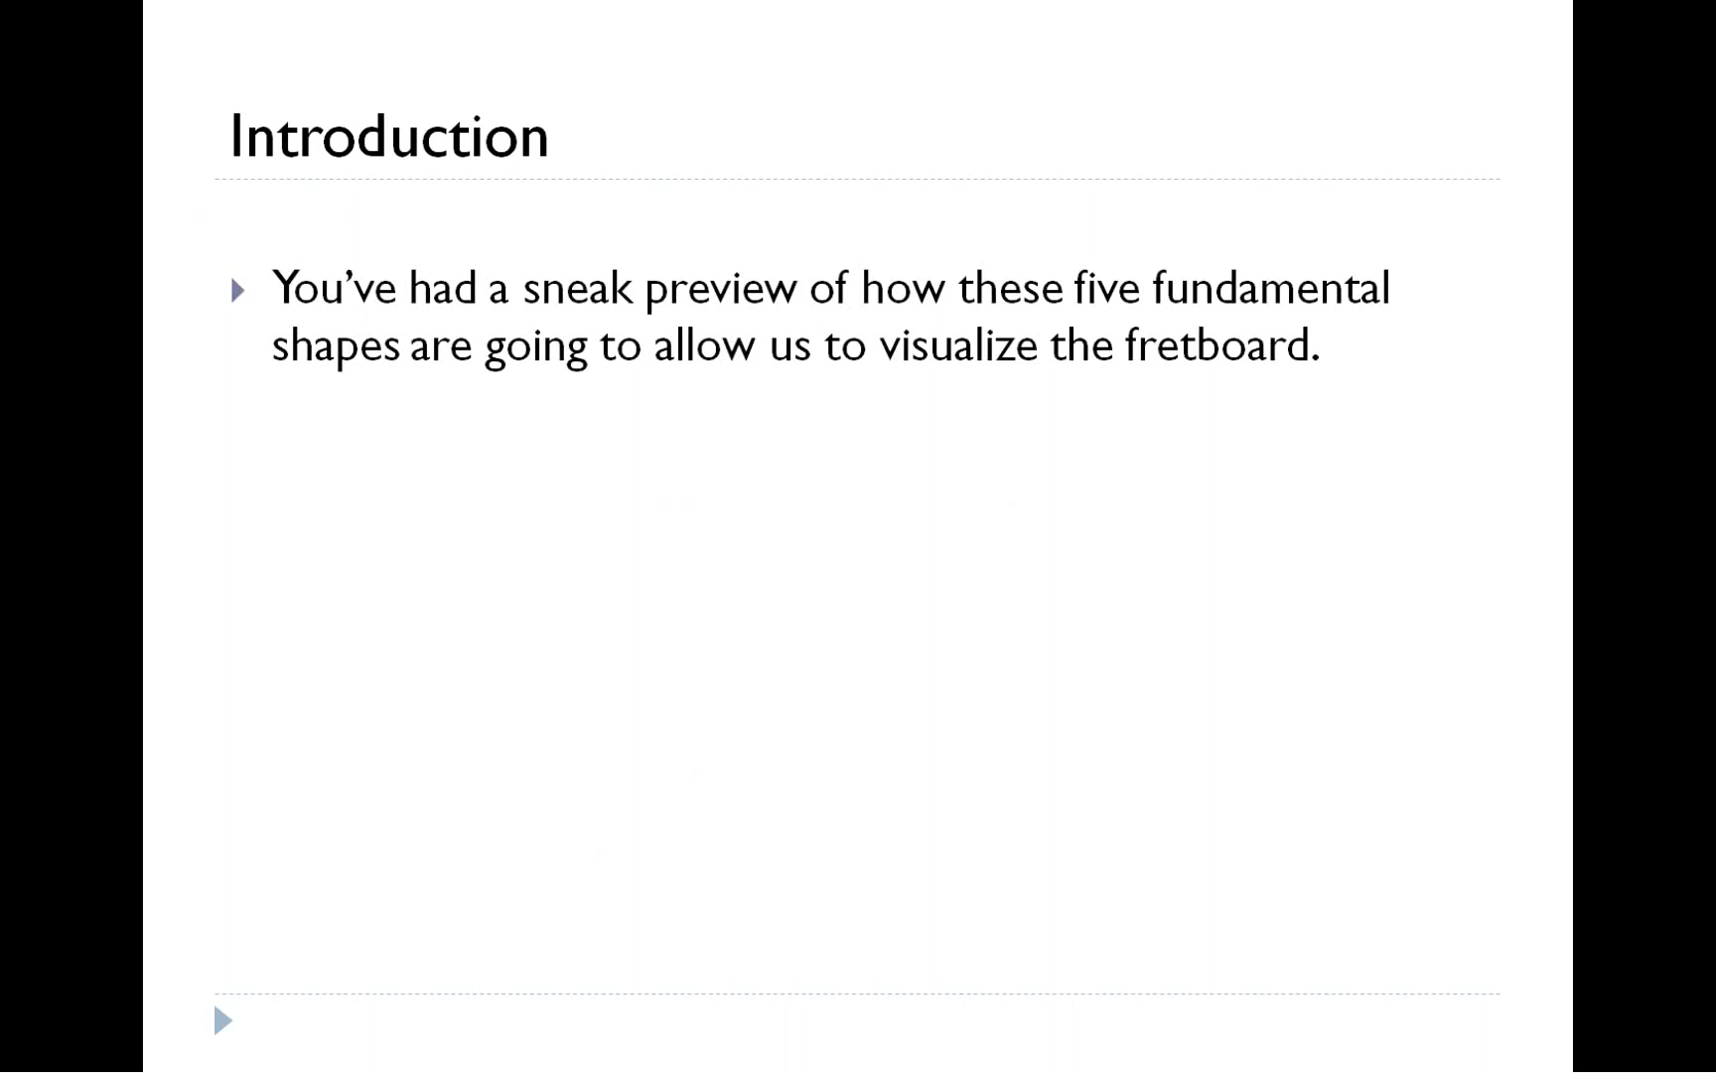 Introduction
You’ve had a sneak preview of how these five fundamental
shapes are going to allow us to visualize the fretboard.